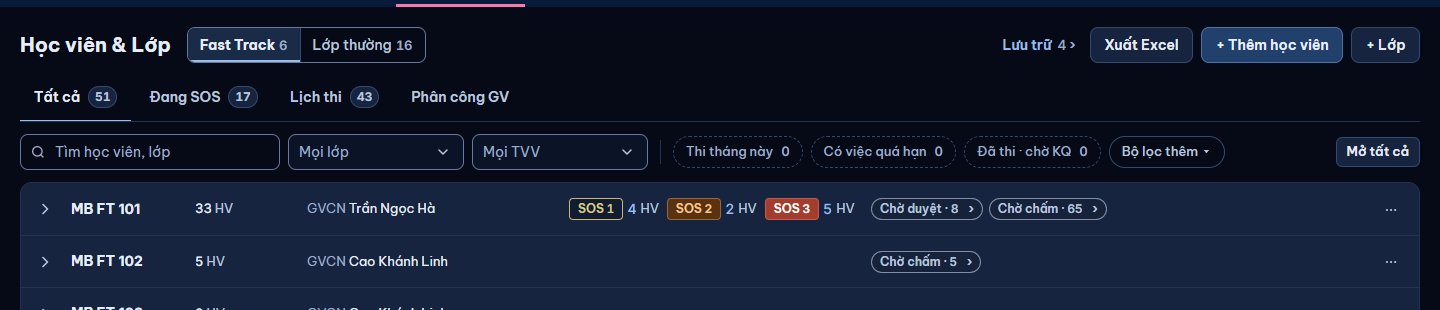 Học viên & Lớp Fast Track 6 Lớp thường 16 Lưu trữ 4 › Xuất Excel + Thêm học viên + Lớp
Tất cả 51 Đang SOS 17 Lịch thi 43 Phân công GV
Tìm học viên, lớp Mọi lớp Mọi TVV Thi tháng này 0 Có việc quá hạn 0 Đã thi · chờ KQ 0 Bộ lọc thêm Mở tất cả
MB FT 101 33 HV GVCN Trần Ngọc Hà SOS 1 4 HV SOS 2 2 HV SOS 3 5 HV Chờ duyệt · 8 › Chờ chấm · 65 › ...
MB FT 102 5 HV GVCN Cao Khánh Linh Chờ chấm · 5 › ...